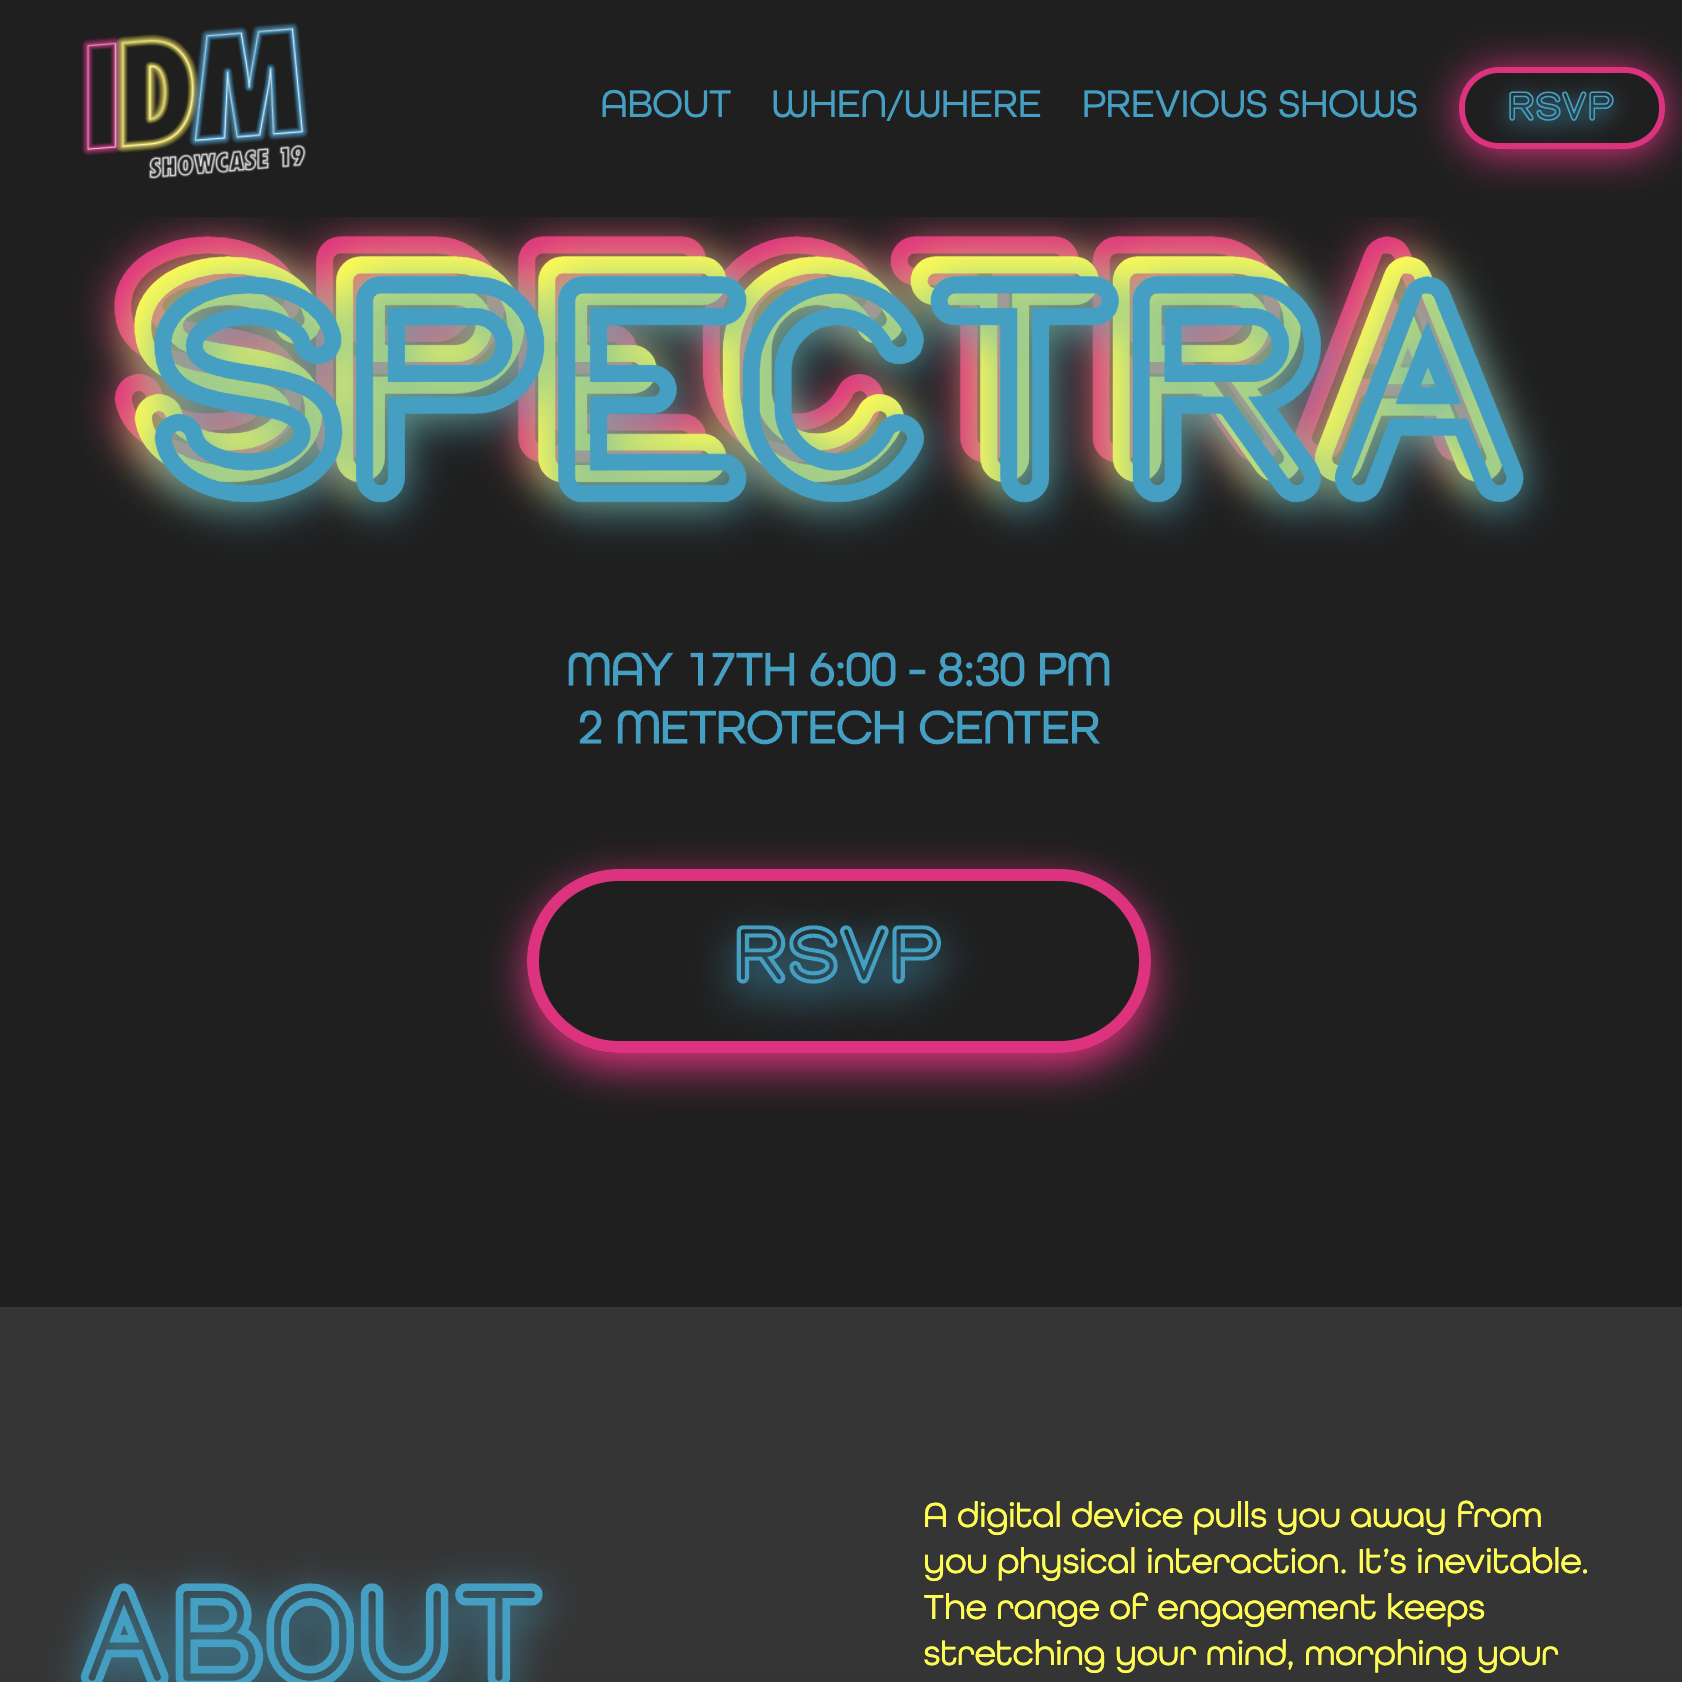 IDM
SHOWCASE 19
ABOUT WHEN/WHERE PREVIOUS SHOWS RSVP
SPECTRA
MAY 17TH 6:00 - 8:30 PM
2 METROTECH CENTER
RSVP
ABOUT
A digital device pulls you away from
you physical interaction. It’s inevitable.
The range of engagement keeps
stretching your mind, morphing your